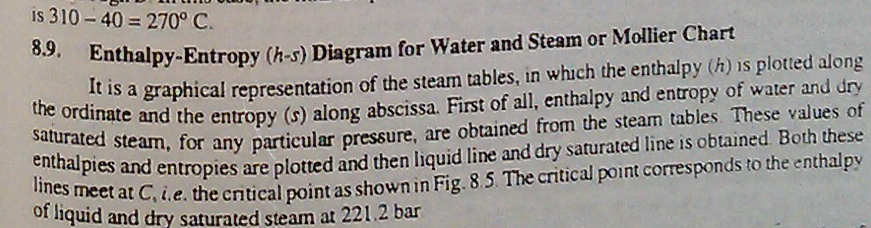 is 310 – 40 = 270° C.
8.9. Enthalpy-Entropy (h-s) Diagram for Water and Steam or Mollier Chart
It is a graphical representation of the steam tables, in which the enthalpy (h) is plotted along
the ordinate and the entropy (s) along abscissa. First of all, enthalpy and entropy of water and dry
saturated steam, for any particular pressure, are obtained from the steam tables. These values of
enthalpies and entropies are plotted and then liquid line and dry saturated line is obtained. Both these
lines meet at C, i.e. the critical point as shown in Fig. 8.5. The critical point corresponds to the enthalpy
of liquid and dry saturated steam at 221.2 bar